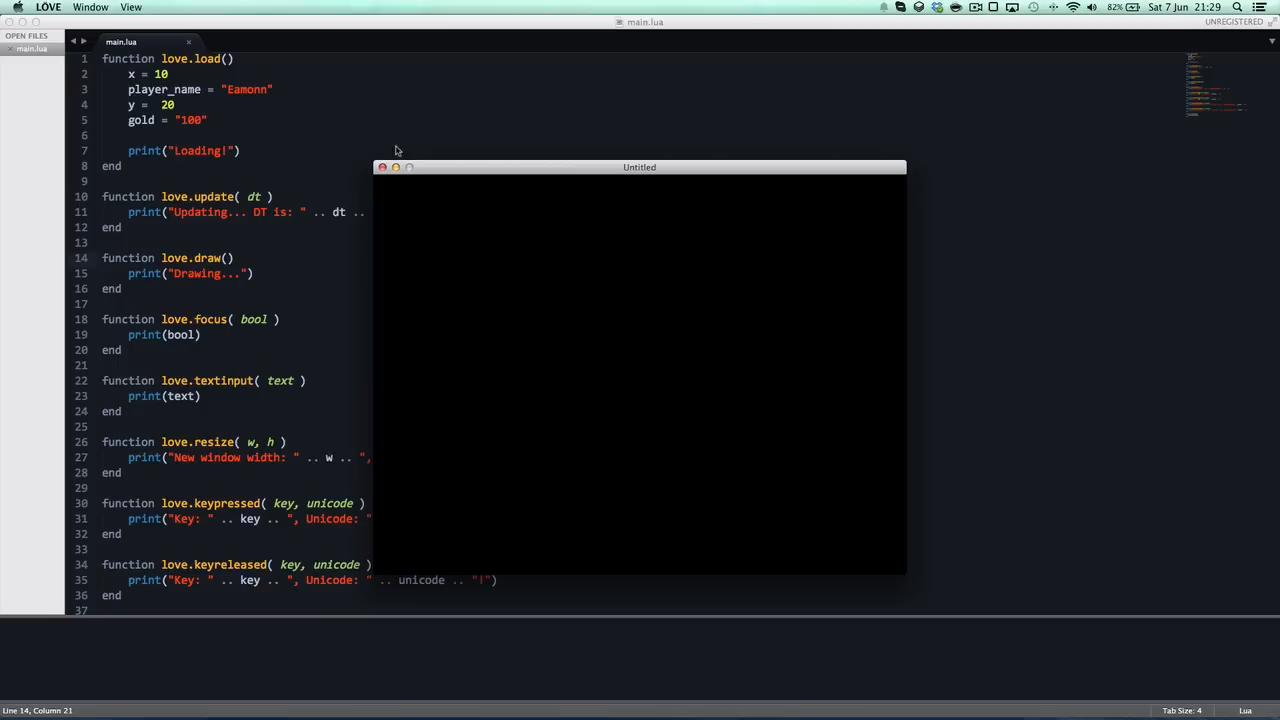 LÖVE Window View 82% Sat 7 Jun 21:29
main.lua UNREGISTERED
OPEN FILES
main.lua
main.lua
1 function love.load()
2 x = 10
3 player_name = "Eamonn"
4 y = 20
5 gold = "100"
6
7 print("Loading!")
8 end
9
10 function love.update( dt )
11 print("Updating... DT is: " .. dt ..
12 end
13
14 function love.draw()
15 print("Drawing...")
16 end
17
18 function love.focus( bool )
19 print(bool)
20 end
21
22 function love.textinput( text )
23 print(text)
24 end
25
26 function love.resize( w, h )
27 print("New window width: " .. w .. ",
28 end
29
30 function love.keypressed( key, unicode )
31 print("Key: " .. key .. ", Unicode: "
32 end
33
34 function love.keyreleased( key, unicode )
35 print("Key: " .. key .. ", Unicode: " .. unicode .. "!")
36 end
37
Untitled
Line 14, Column 21 Tab Size: 4 Lua